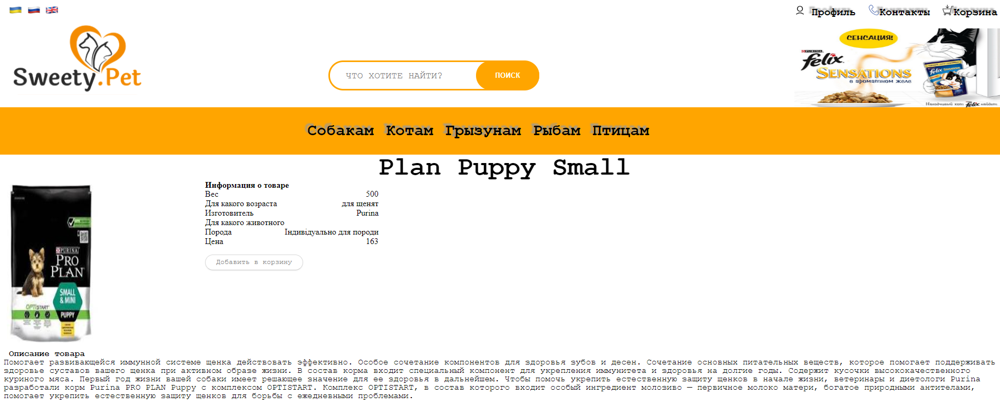 Профиль Контакты Корзина
Sweety.Pet
ЧТО ХОТИТЕ НАЙТИ? ПОИСК
СЕНСАЦИЯ!
PURINA
felix
SENSATIONS
в ароматном желе
felix SENSATIONS
Находчивый кот felix найдет
Собакам Котам Грызунам Рыбам Птицам
Plan Puppy Small
Информация о товаре
Вес 500
Для какого возраста для щенят
Изготовитель Purina
Для какого животного
Порода Індивідуально для породи
Цена 163
Добавить в корзину
PURINA
PRO
PLAN
SMALL
& MINI
OPTISTART
PUPPY
Описание товара
Помогает развивающейся иммунной системе щенка действовать эффективно. Особое сочетание компонентов для здоровья зубов и десен. Сочетание основных питательных веществ, которое помогает поддерживать
здоровье суставов вашего щенка при активном образе жизни. В состав корма входит специальный компонент для укрепления иммунитета и здоровья на долгие годы. Содержит кусочки высококачественного
куриного мяса. Первый год жизни вашей собаки имеет решающее значение для ее здоровья в дальнейшем. Чтобы помочь укрепить естественную защиту щенков в начале жизни, ветеринары и диетологи Purina
разработали корм Purina PRO PLAN Puppy с комплексом OPTISTART. Комплекс OPTISTART, в состав которого входит особый ингредиент молозиво — первичное молоко матери, богатое природными антителами,
помогает укрепить естественную защиту щенков для борьбы с ежедневными проблемами.